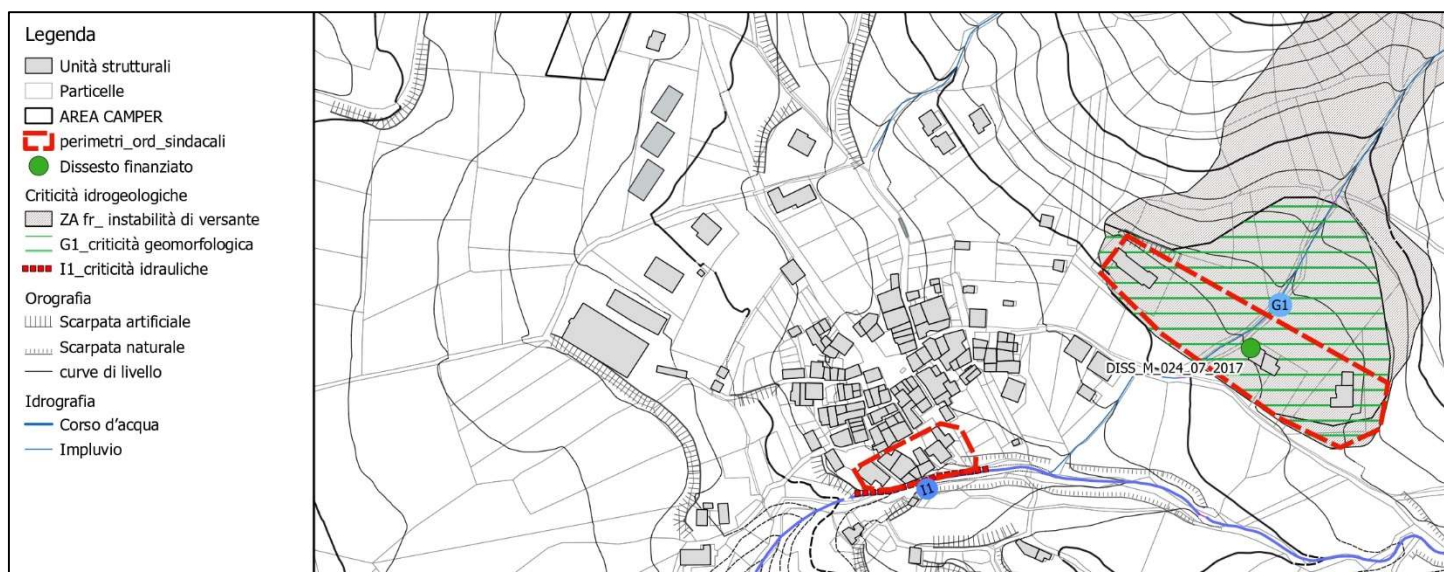 Legenda
Unità strutturali
Particelle
AREA CAMPER
perimetri_ord_sindacali
Dissesto finanziato
Criticità idrogeologiche
ZA fr_ instabilità di versante
G1_criticità geomorfologica
I1_criticità idrauliche
Orografia
Scarpata artificiale
Scarpata naturale
curve di livello
Idrografia
Corso d'acqua
Impluvio
G1
DISS_M_024_07_2017
I1